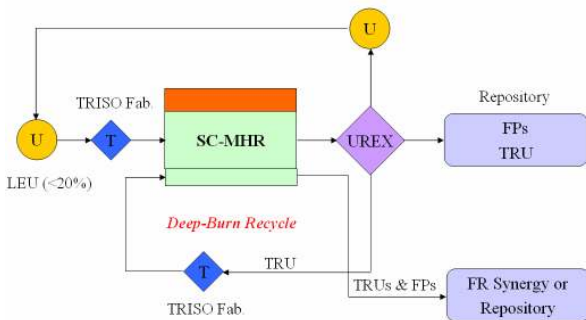 U
TRISO Fab.
Repository
U
T
SC-MHR
UREX
FPs
TRU
LEU (<20%)
Deep-Burn Recycle
T
TRU
TRUs & FPs
TRISO Fab.
FR Synergy or
Repository